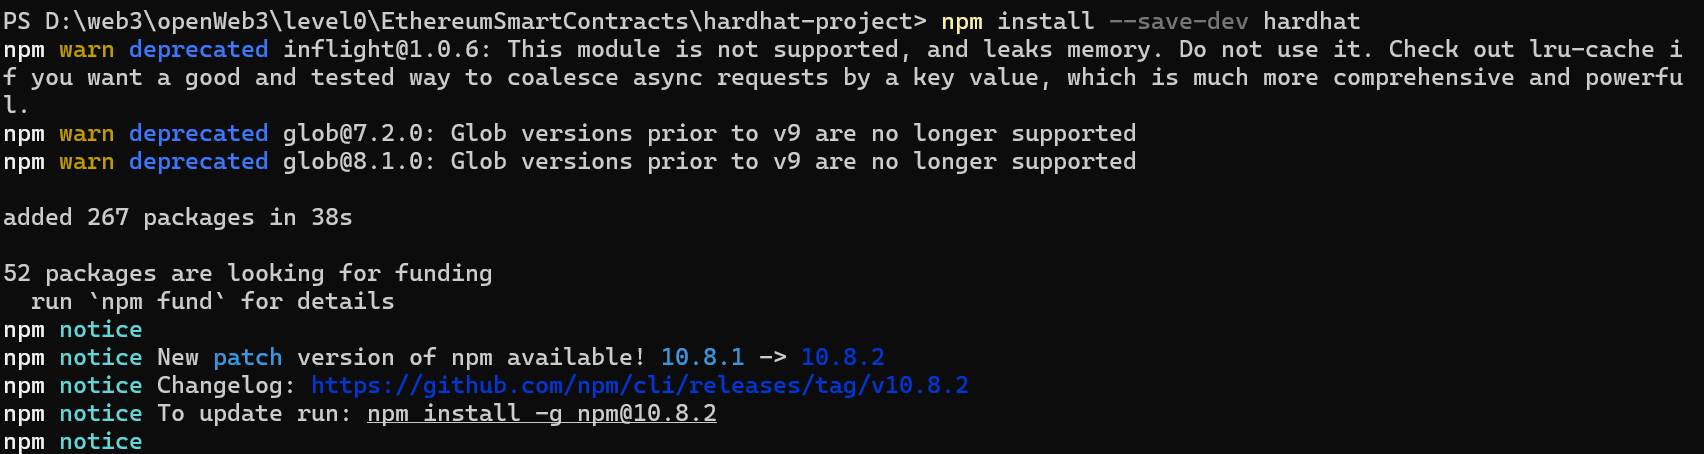 PS D:\web3\openWeb3\level0\EthereumSmartContracts\hardhat-project> npm install --save-dev hardhat
npm warn deprecated inflight@1.0.6: This module is not supported, and leaks memory. Do not use it. Check out lru-cache i
f you want a good and tested way to coalesce async requests by a key value, which is much more comprehensive and powerfu
l.
npm warn deprecated glob@7.2.0: Glob versions prior to v9 are no longer supported
npm warn deprecated glob@8.1.0: Glob versions prior to v9 are no longer supported
added 267 packages in 38s
52 packages are looking for funding
  run `npm fund` for details
npm notice
npm notice New patch version of npm available! 10.8.1 -> 10.8.2
npm notice Changelog: https://github.com/npm/cli/releases/tag/v10.8.2
npm notice To update run: npm install -g npm@10.8.2
npm notice